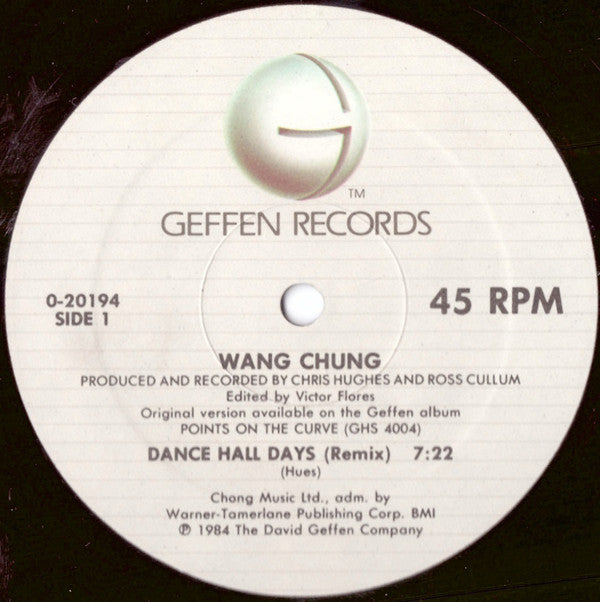 TM
GEFFEN RECORDS
0-20194
SIDE 1
45 RPM
WANG CHUNG
PRODUCED AND RECORDED BY CHRIS HUGHES AND ROSS CULLUM
Edited by Victor Flores
Original version available on the Geffen album
POINTS ON THE CURVE (GHS 4004)
DANCE HALL DAYS (Remix) 7:22
(Hues)
Chong Music Ltd., adm. by
Warner-Tamerlane Publishing Corp. BMI
℗ 1984 The David Geffen Company